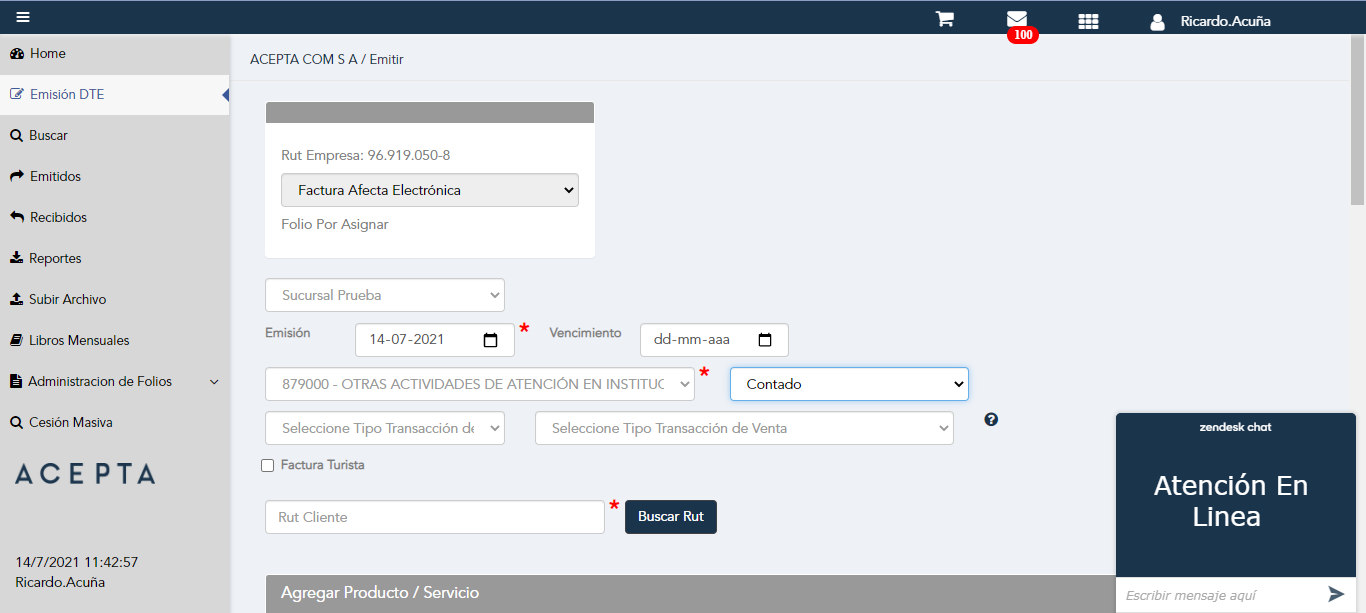 Ricardo.Acuña
100
Home
Emisión DTE
Buscar
Emitidos
Recibidos
Reportes
Subir Archivo
Libros Mensuales
Administracion de Folios
Cesión Masiva
ACEPTA
14/7/2021 11:42:57
Ricardo.Acuña
ACEPTA COM S A / Emitir
Rut Empresa: 96.919.050-8
Factura Afecta Electrónica
Folio Por Asignar
Sucursal Prueba
Emisión 14-07-2021 * Vencimiento dd-mm-aaa
879000 - OTRAS ACTIVIDADES DE ATENCIÓN EN INSTITUC * Contado
Seleccione Tipo Transacción de Seleccione Tipo Transacción de Venta ?
Factura Turista
Rut Cliente * Buscar Rut
Agregar Producto / Servicio
zendesk chat
Atención En
Linea
Escribir mensaje aquí